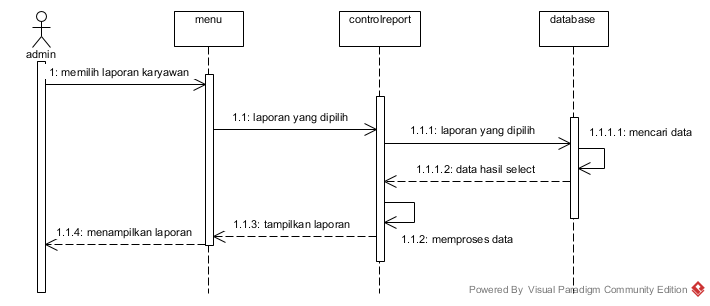 menu
controlreport
database
admin
1: memilih laporan karyawan
1.1: laporan yang dipilih
1.1.1: laporan yang dipilih
1.1.1.1: mencari data
1.1.1.2: data hasil select
1.1.3: tampilkan laporan
1.1.4: menampilkan laporan
1.1.2: memproses data
Powered By Visual Paradigm Community Edition